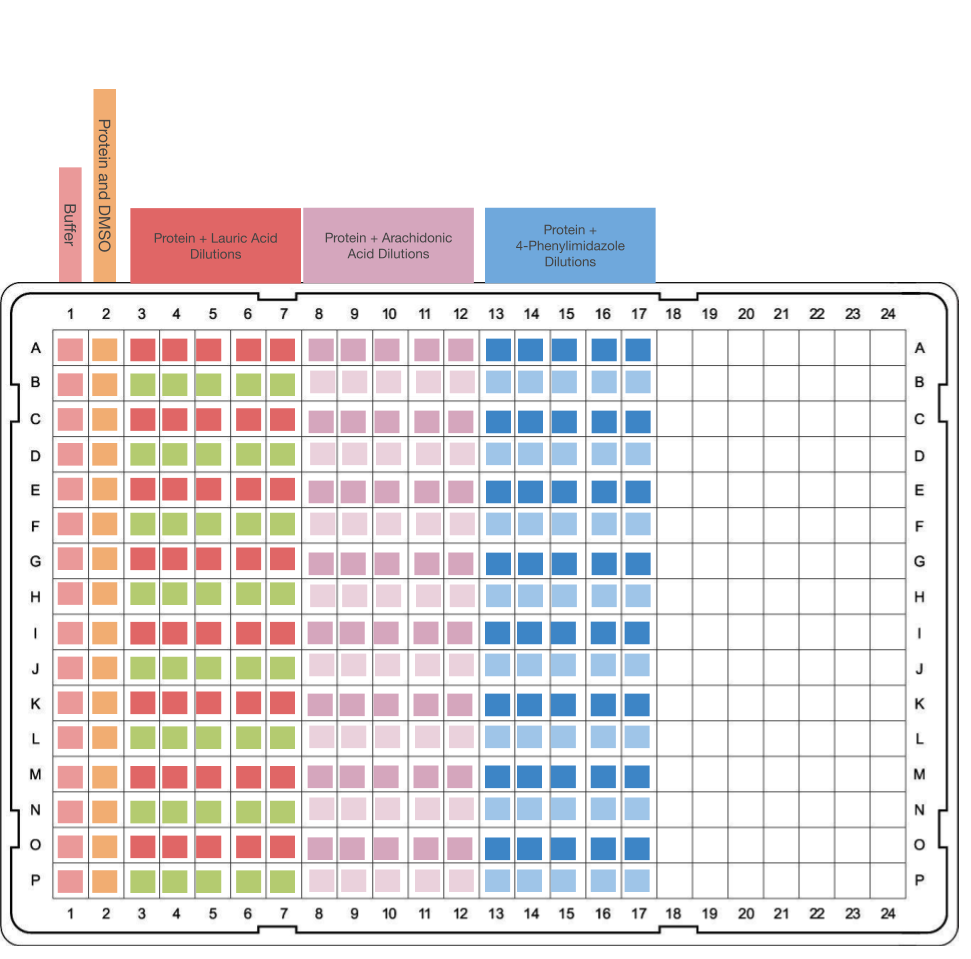 Buffer
Protein and DMSO
Protein + Lauric Acid
Dilutions
Protein + Arachidonic
Acid Dilutions
Protein +
4-Phenylimidazole
Dilutions
1 2 3 4 5 6 7 8 9 10 11 12 13 14 15 16 17 18 19 20 21 22 23 24
A A
B B
C C
D D
E E
F F
G G
H H
I I
J J
K K
L L
M M
N N
O O
P P
1 2 3 4 5 6 7 8 9 10 11 12 13 14 15 16 17 18 19 20 21 22 23 24